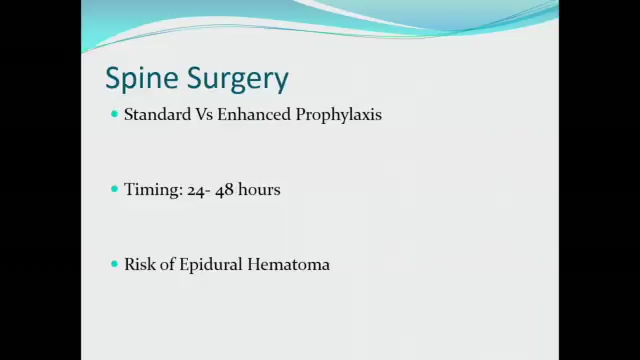 Spine Surgery
Standard Vs Enhanced Prophylaxis
Timing: 24- 48 hours
Risk of Epidural Hematoma